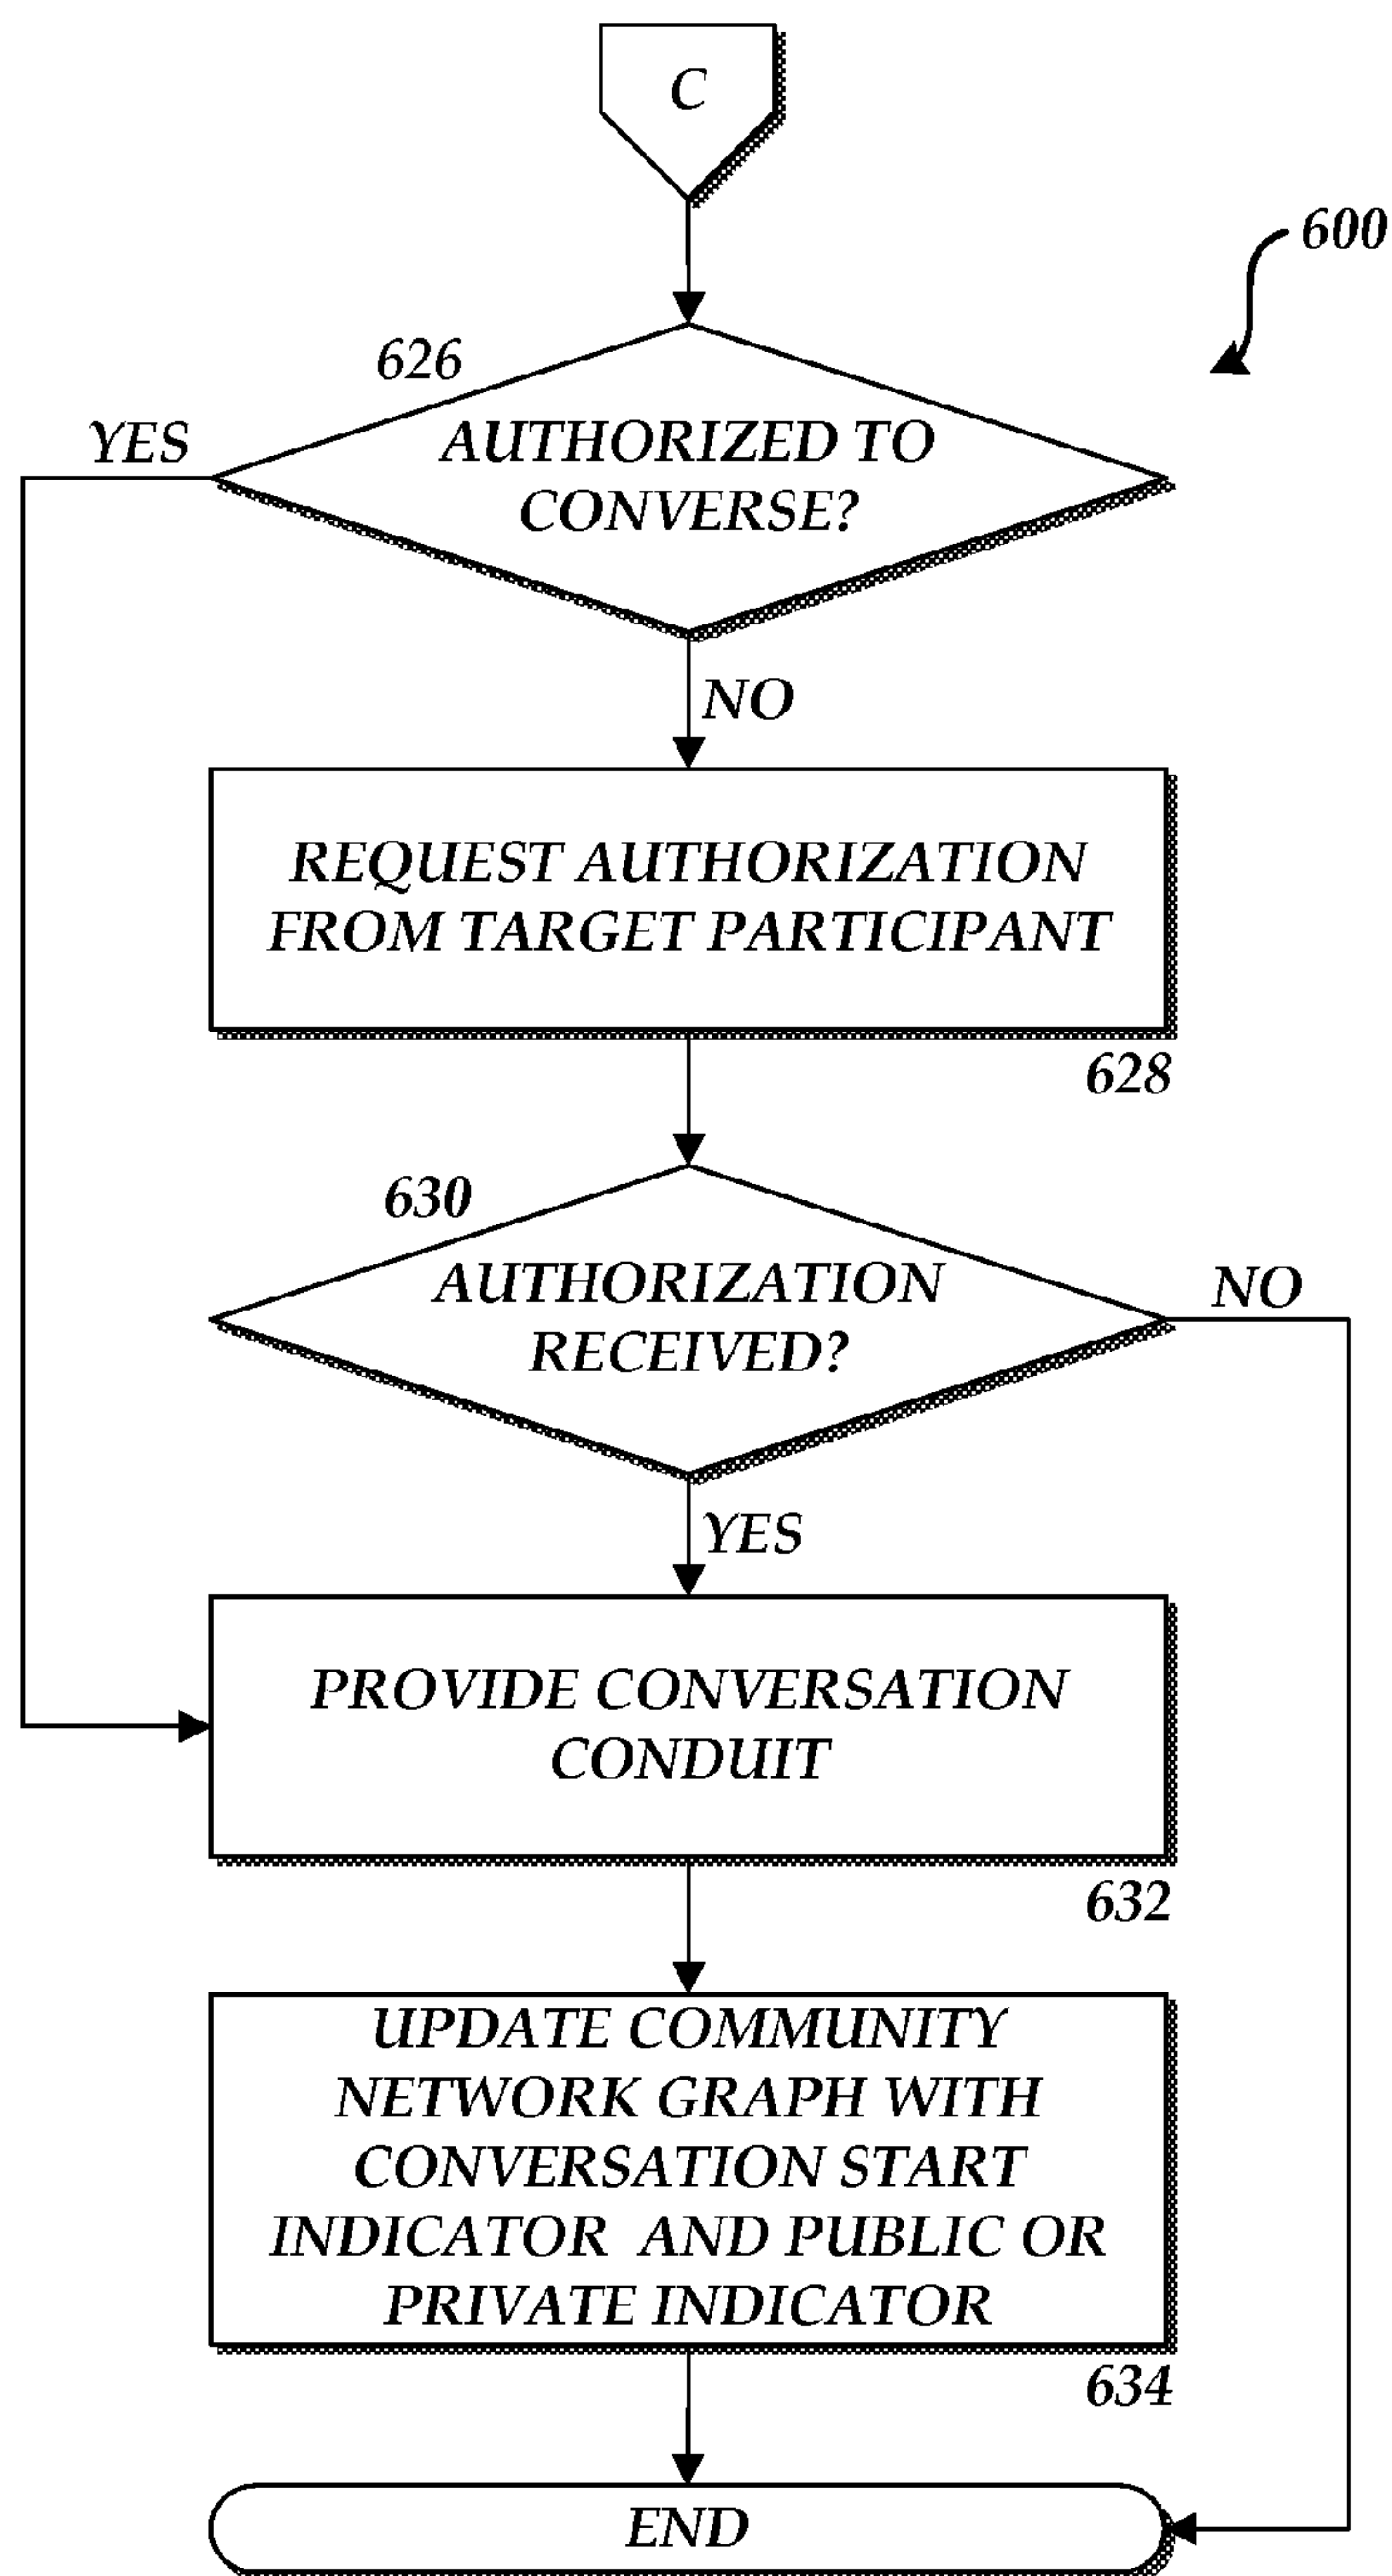 C
600
626
YES
AUTHORIZED TO
CONVERSE?
NO
REQUEST AUTHORIZATION
FROM TARGET PARTICIPANT
628
630
AUTHORIZATION
RECEIVED?
NO
YES
PROVIDE CONVERSATION
CONDUIT
632
UPDATE COMMUNITY
NETWORK GRAPH WITH
CONVERSATION START
INDICATOR AND PUBLIC OR
PRIVATE INDICATOR
634
END